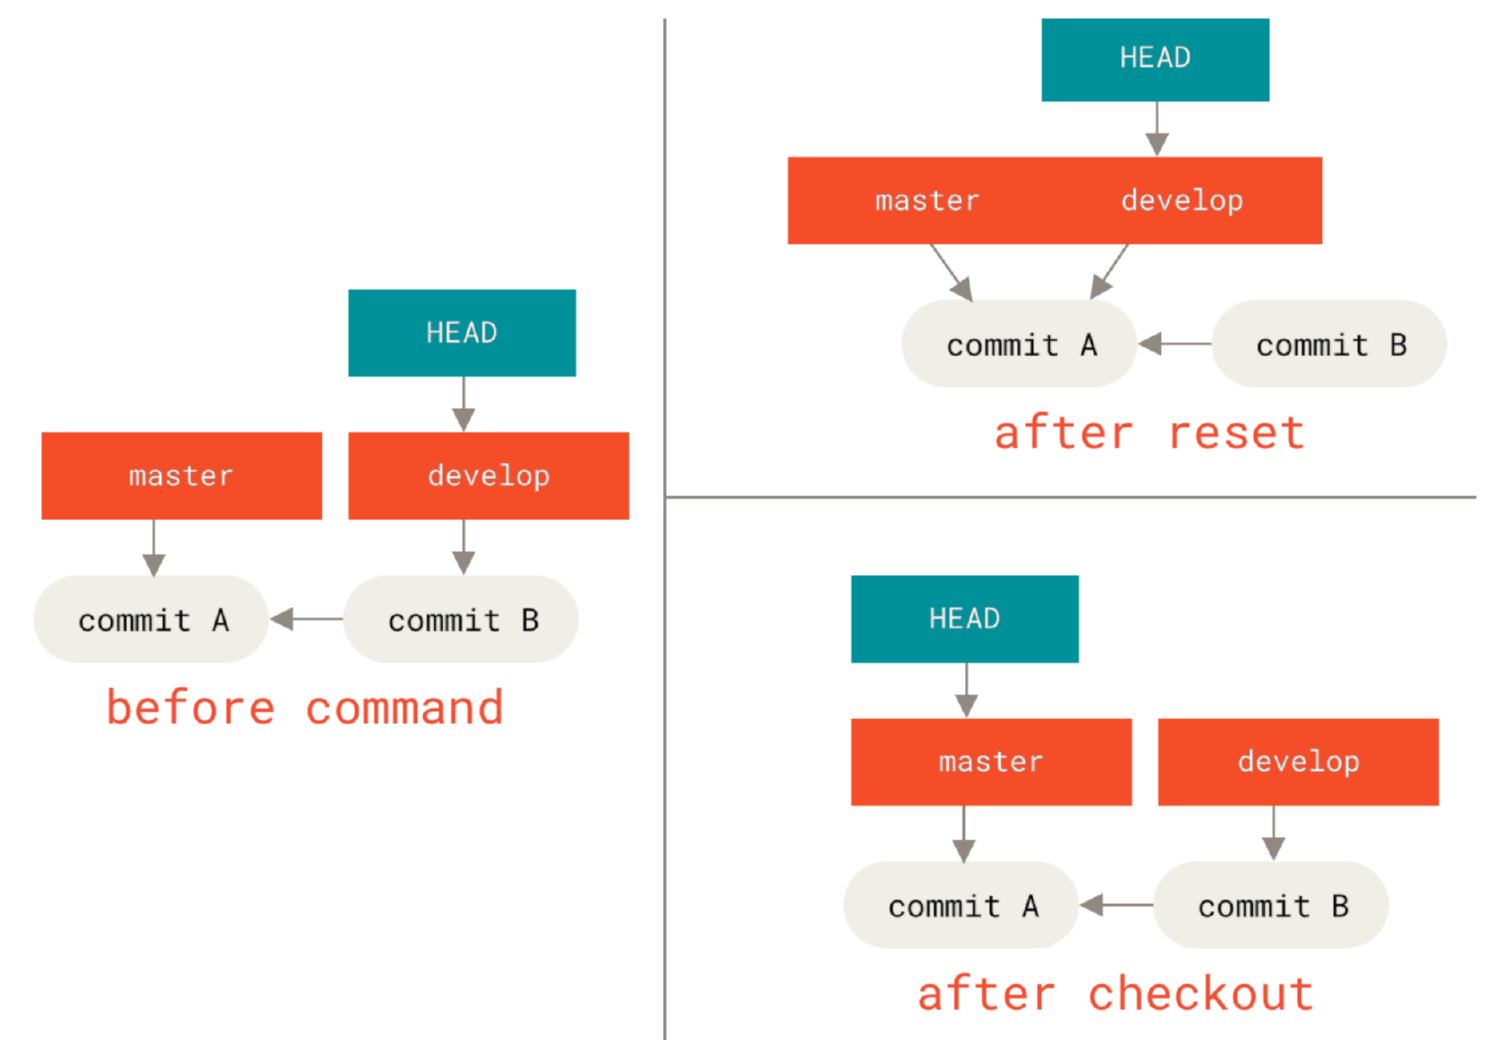 HEAD
master develop
commit A commit B
before command
HEAD
master develop
commit A commit B
after reset
HEAD
master develop
commit A commit B
after checkout